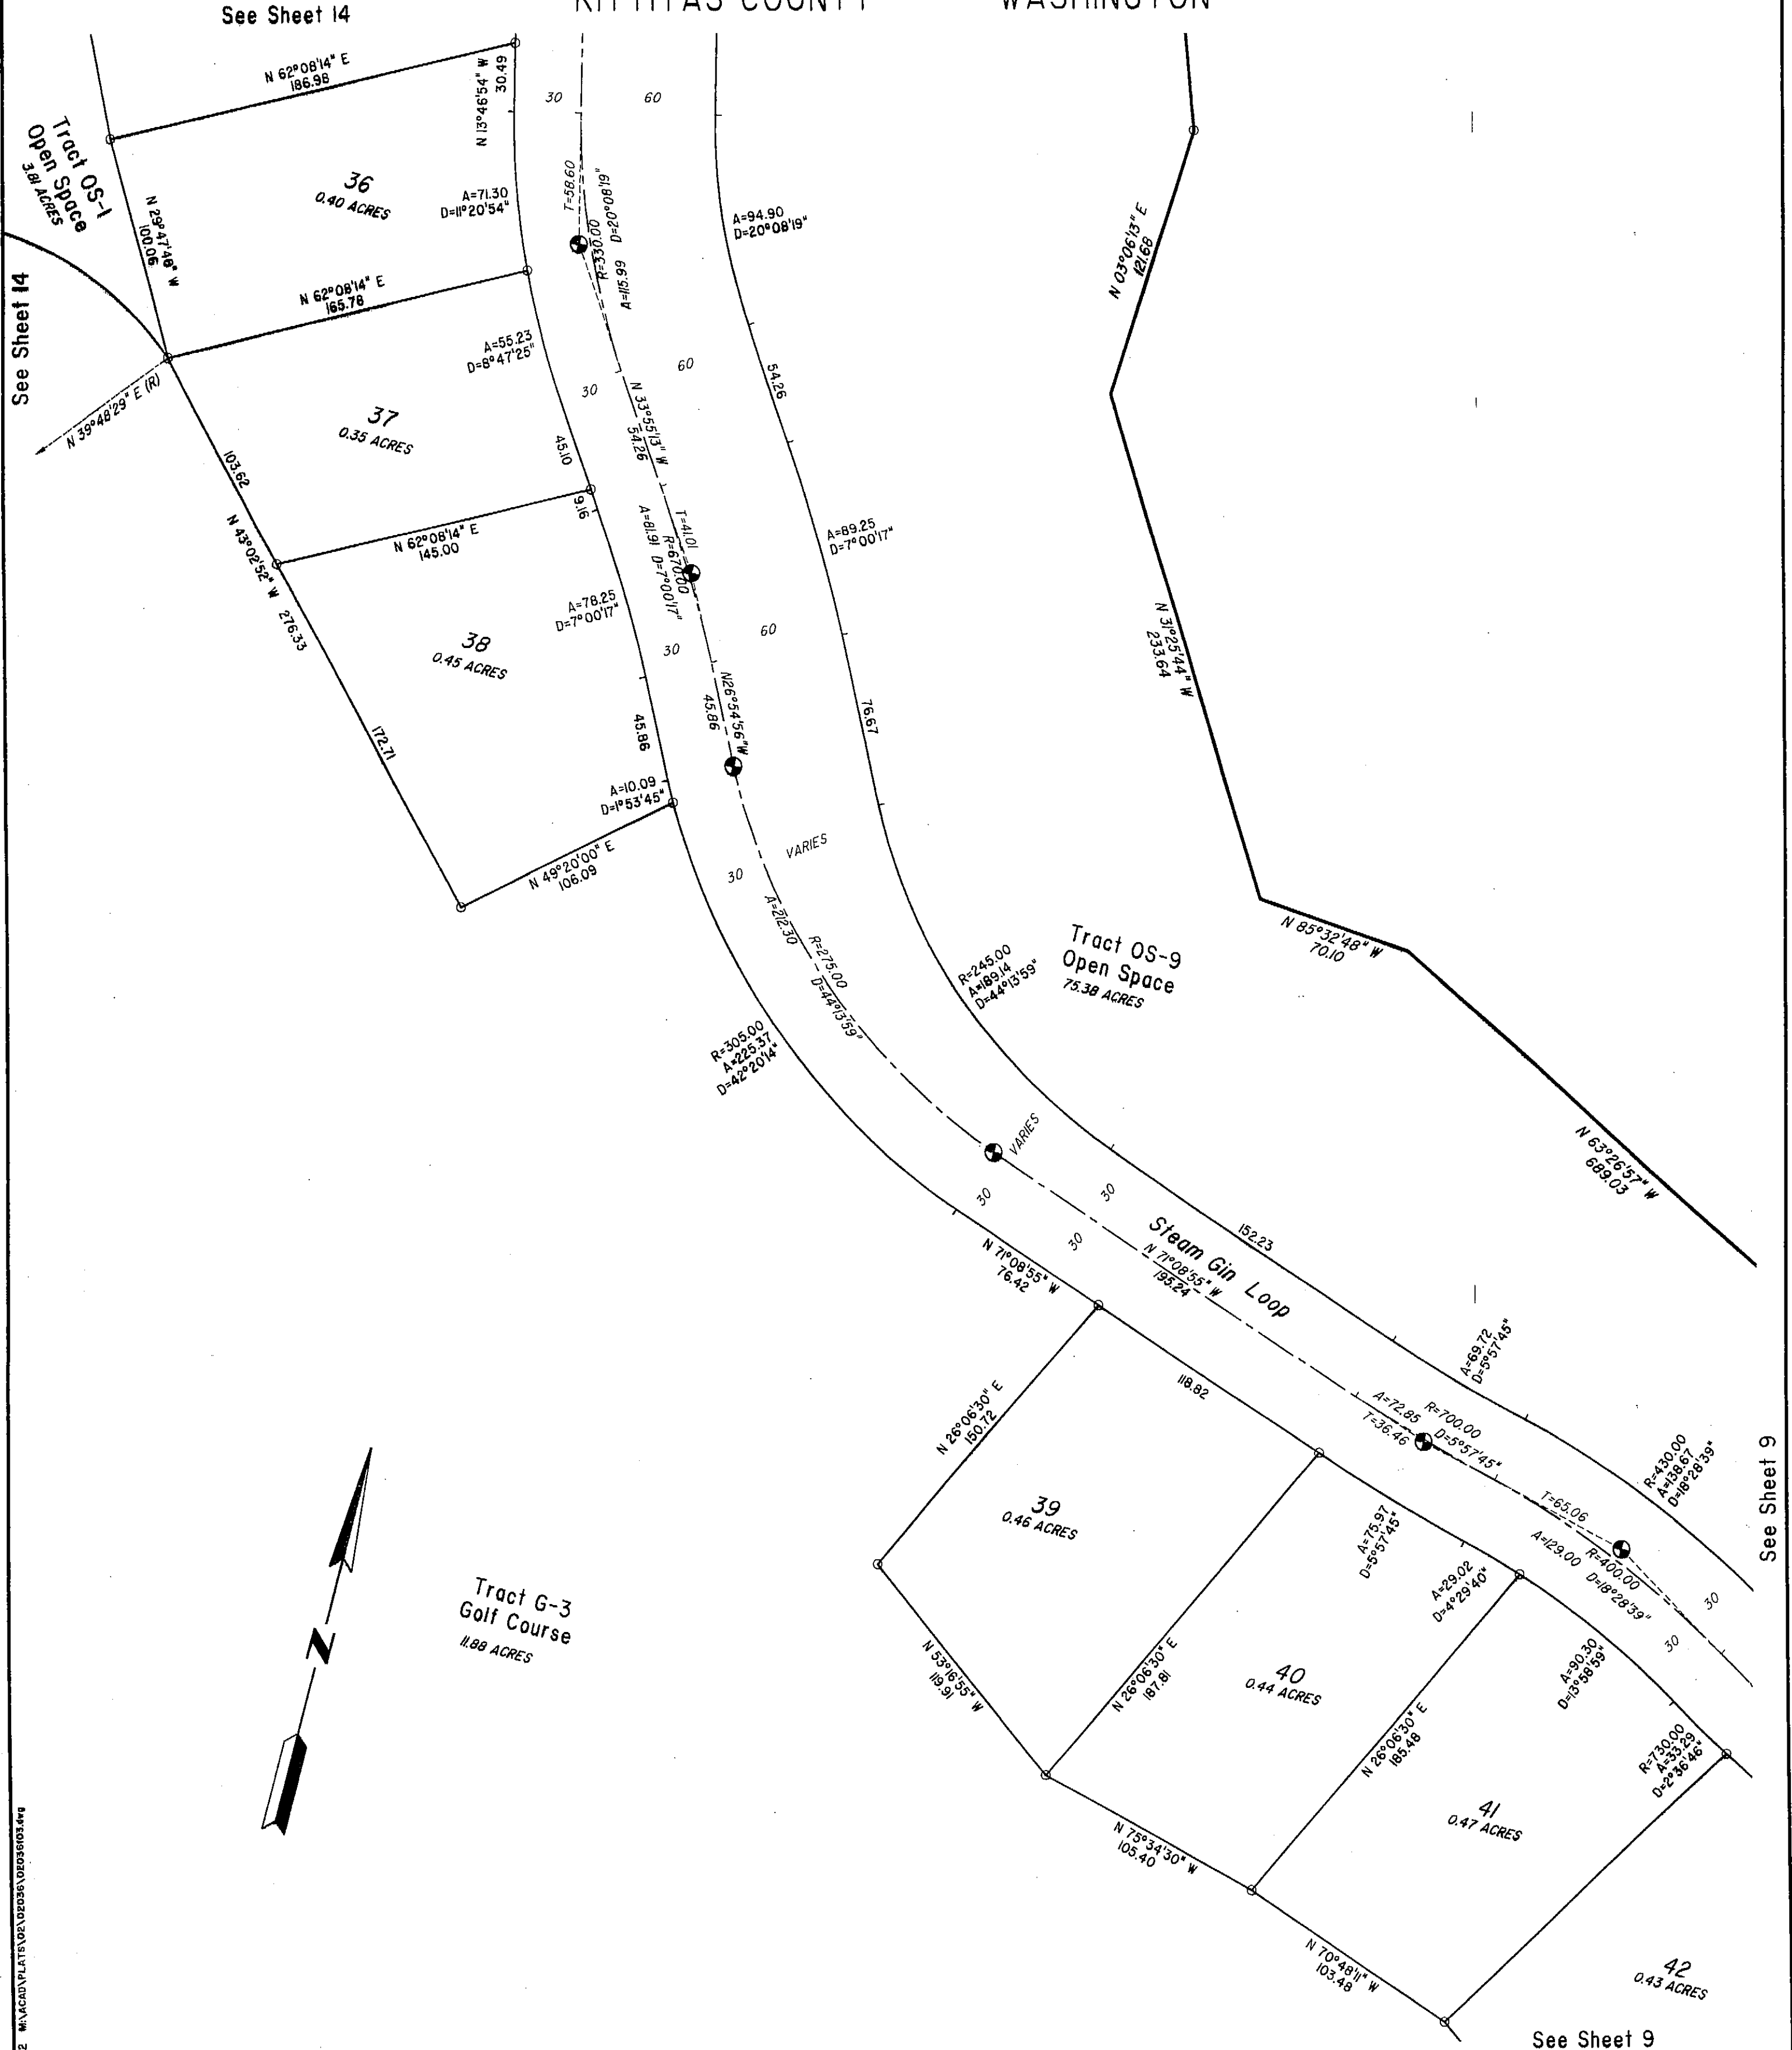 See Sheet 14
KITTITAS COUNTY WASHINGTON
N 62°08'14" E
186.98
N 13°46'54" W
30.49
30
60
Tract OS-1
Open Space
3.81 ACRES
36
0.40 ACRES
A=71.30
D=11°20'54"
T=58.60
R=330.00
A=115.99 D=20°08'19"
A=94.90
D=20°08'19"
N 03°06'13" E
121.68
N 29°47'48" W
100.06
See Sheet 14
N 62°08'14" E
165.78
N 39°48'29" E (R)
A=55.23
D=8°47'25"
30
60
54.26
37
0.35 ACRES
N 33°55'13" W
54.26
45.10
103.62
9.16
N 62°08'14" E
145.00
N 43°02'52" W 276.33
T=41.01
R=670.00
A=81.91 D=7°00'17"
A=89.25
D=7°00'17"
A=78.25
D=7°00'17"
38
0.45 ACRES
30
60
N 31°25'44" W
233.64
N26°54'56"W
45.86
45.86
76.67
172.71
A=10.09
D=1°53'45"
VARIES
30
N 49°20'00" E
106.09
A=212.30
R=275.00
D=44°13'59"
R=245.00
A=189.14
D=44°13'59"
Tract OS-9
Open Space
75.38 ACRES
N 85°32'48" W
70.10
R=305.00
A=225.37
D=42°20'14"
VARIES
N 63°26'57" W
689.03
30
30
30
Steam Gin Loop
152.23
N 71°08'55" W
76.42
N 71°08'55" W
195.24
A=69.72
D=5°57'45"
118.82
N 26°06'30" E
150.72
A=72.85 R=700.00
T=36.46 D=5°57'45"
R=430.00
A=138.67
D=18°28'39"
See Sheet 9
39
0.46 ACRES
T=65.06
A=129.00 R=400.00
D=18°28'39"
30
30
A=75.97
D=5°57'45"
A=29.02
D=4°29'40"
Tract G-3
Golf Course
11.88 ACRES
N
N 53°16'55" W
119.91
N 26°06'30" E
187.81
40
0.44 ACRES
A=90.30
D=13°58'59"
N 26°06'30" E
185.48
R=730.00
A=33.29
D=2°36'46"
41
0.47 ACRES
N 75°34'30" W
105.40
N 70°48'11" W
103.48
42
0.43 ACRES
See Sheet 9
2 M:\ACAD\PLATS\02\02036\02036f03.dwg